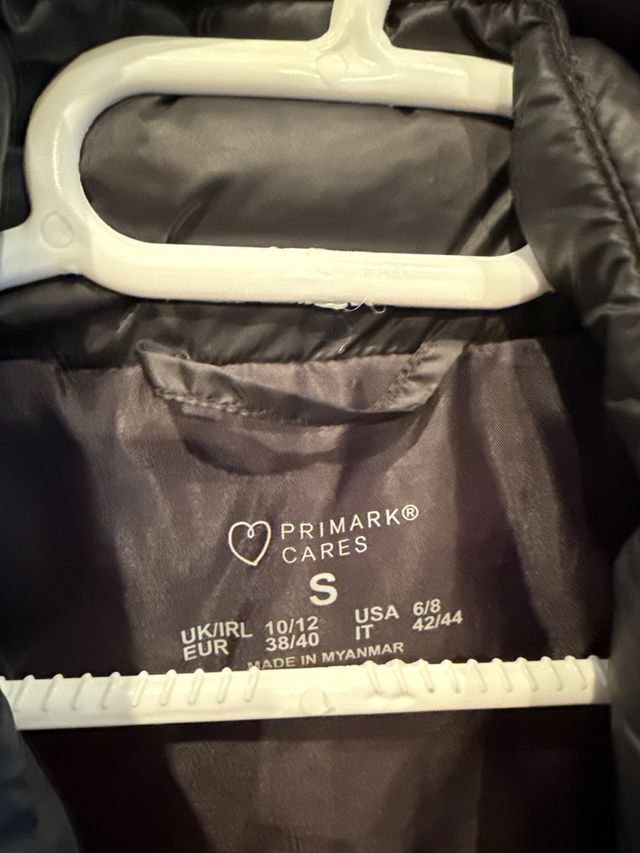 PRIMARK®
CARES
S
UK/IRL 10/12 USA 6/8
EUR 38/40 IT 42/44
MADE IN MYANMAR